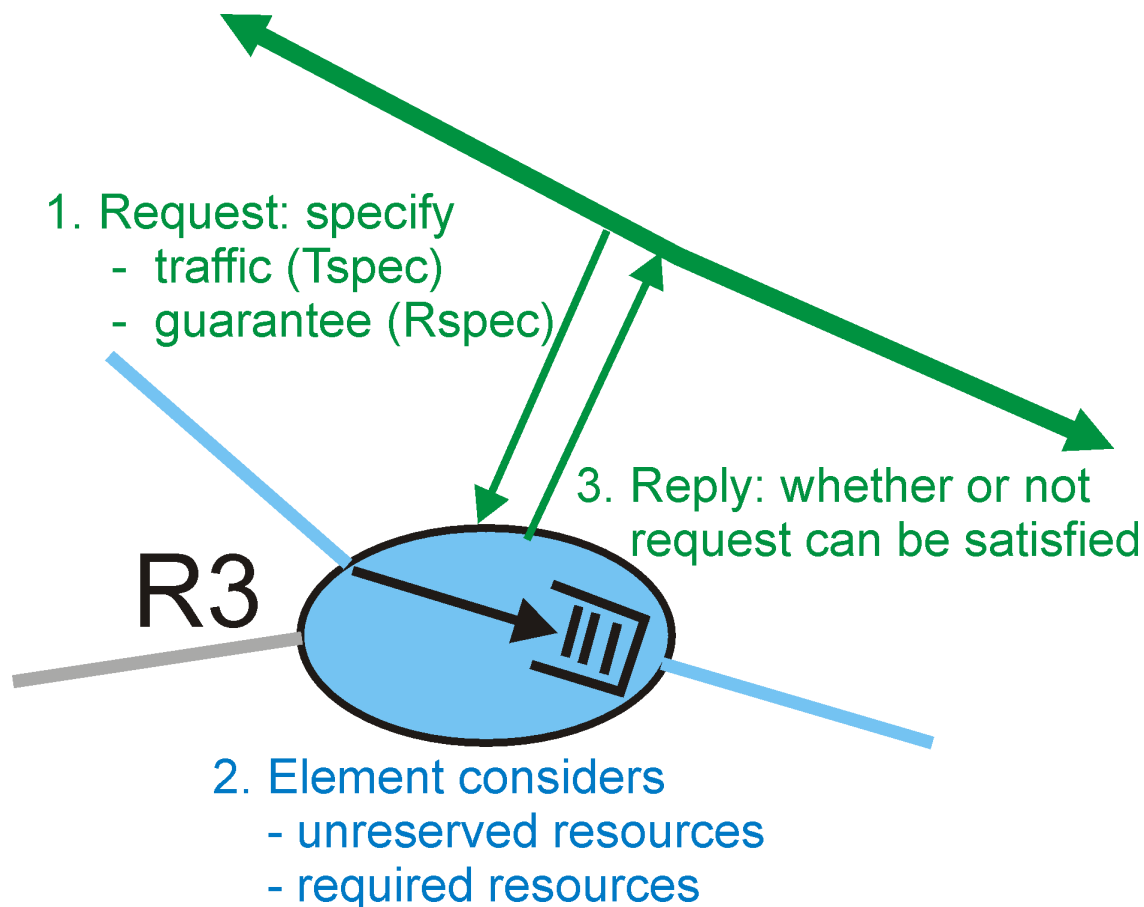 1. Request: specify
- traffic (Tspec)
- guarantee (Rspec)
3. Reply: whether or not
request can be satisfied
R3
2. Element considers
- unreserved resources
- required resources